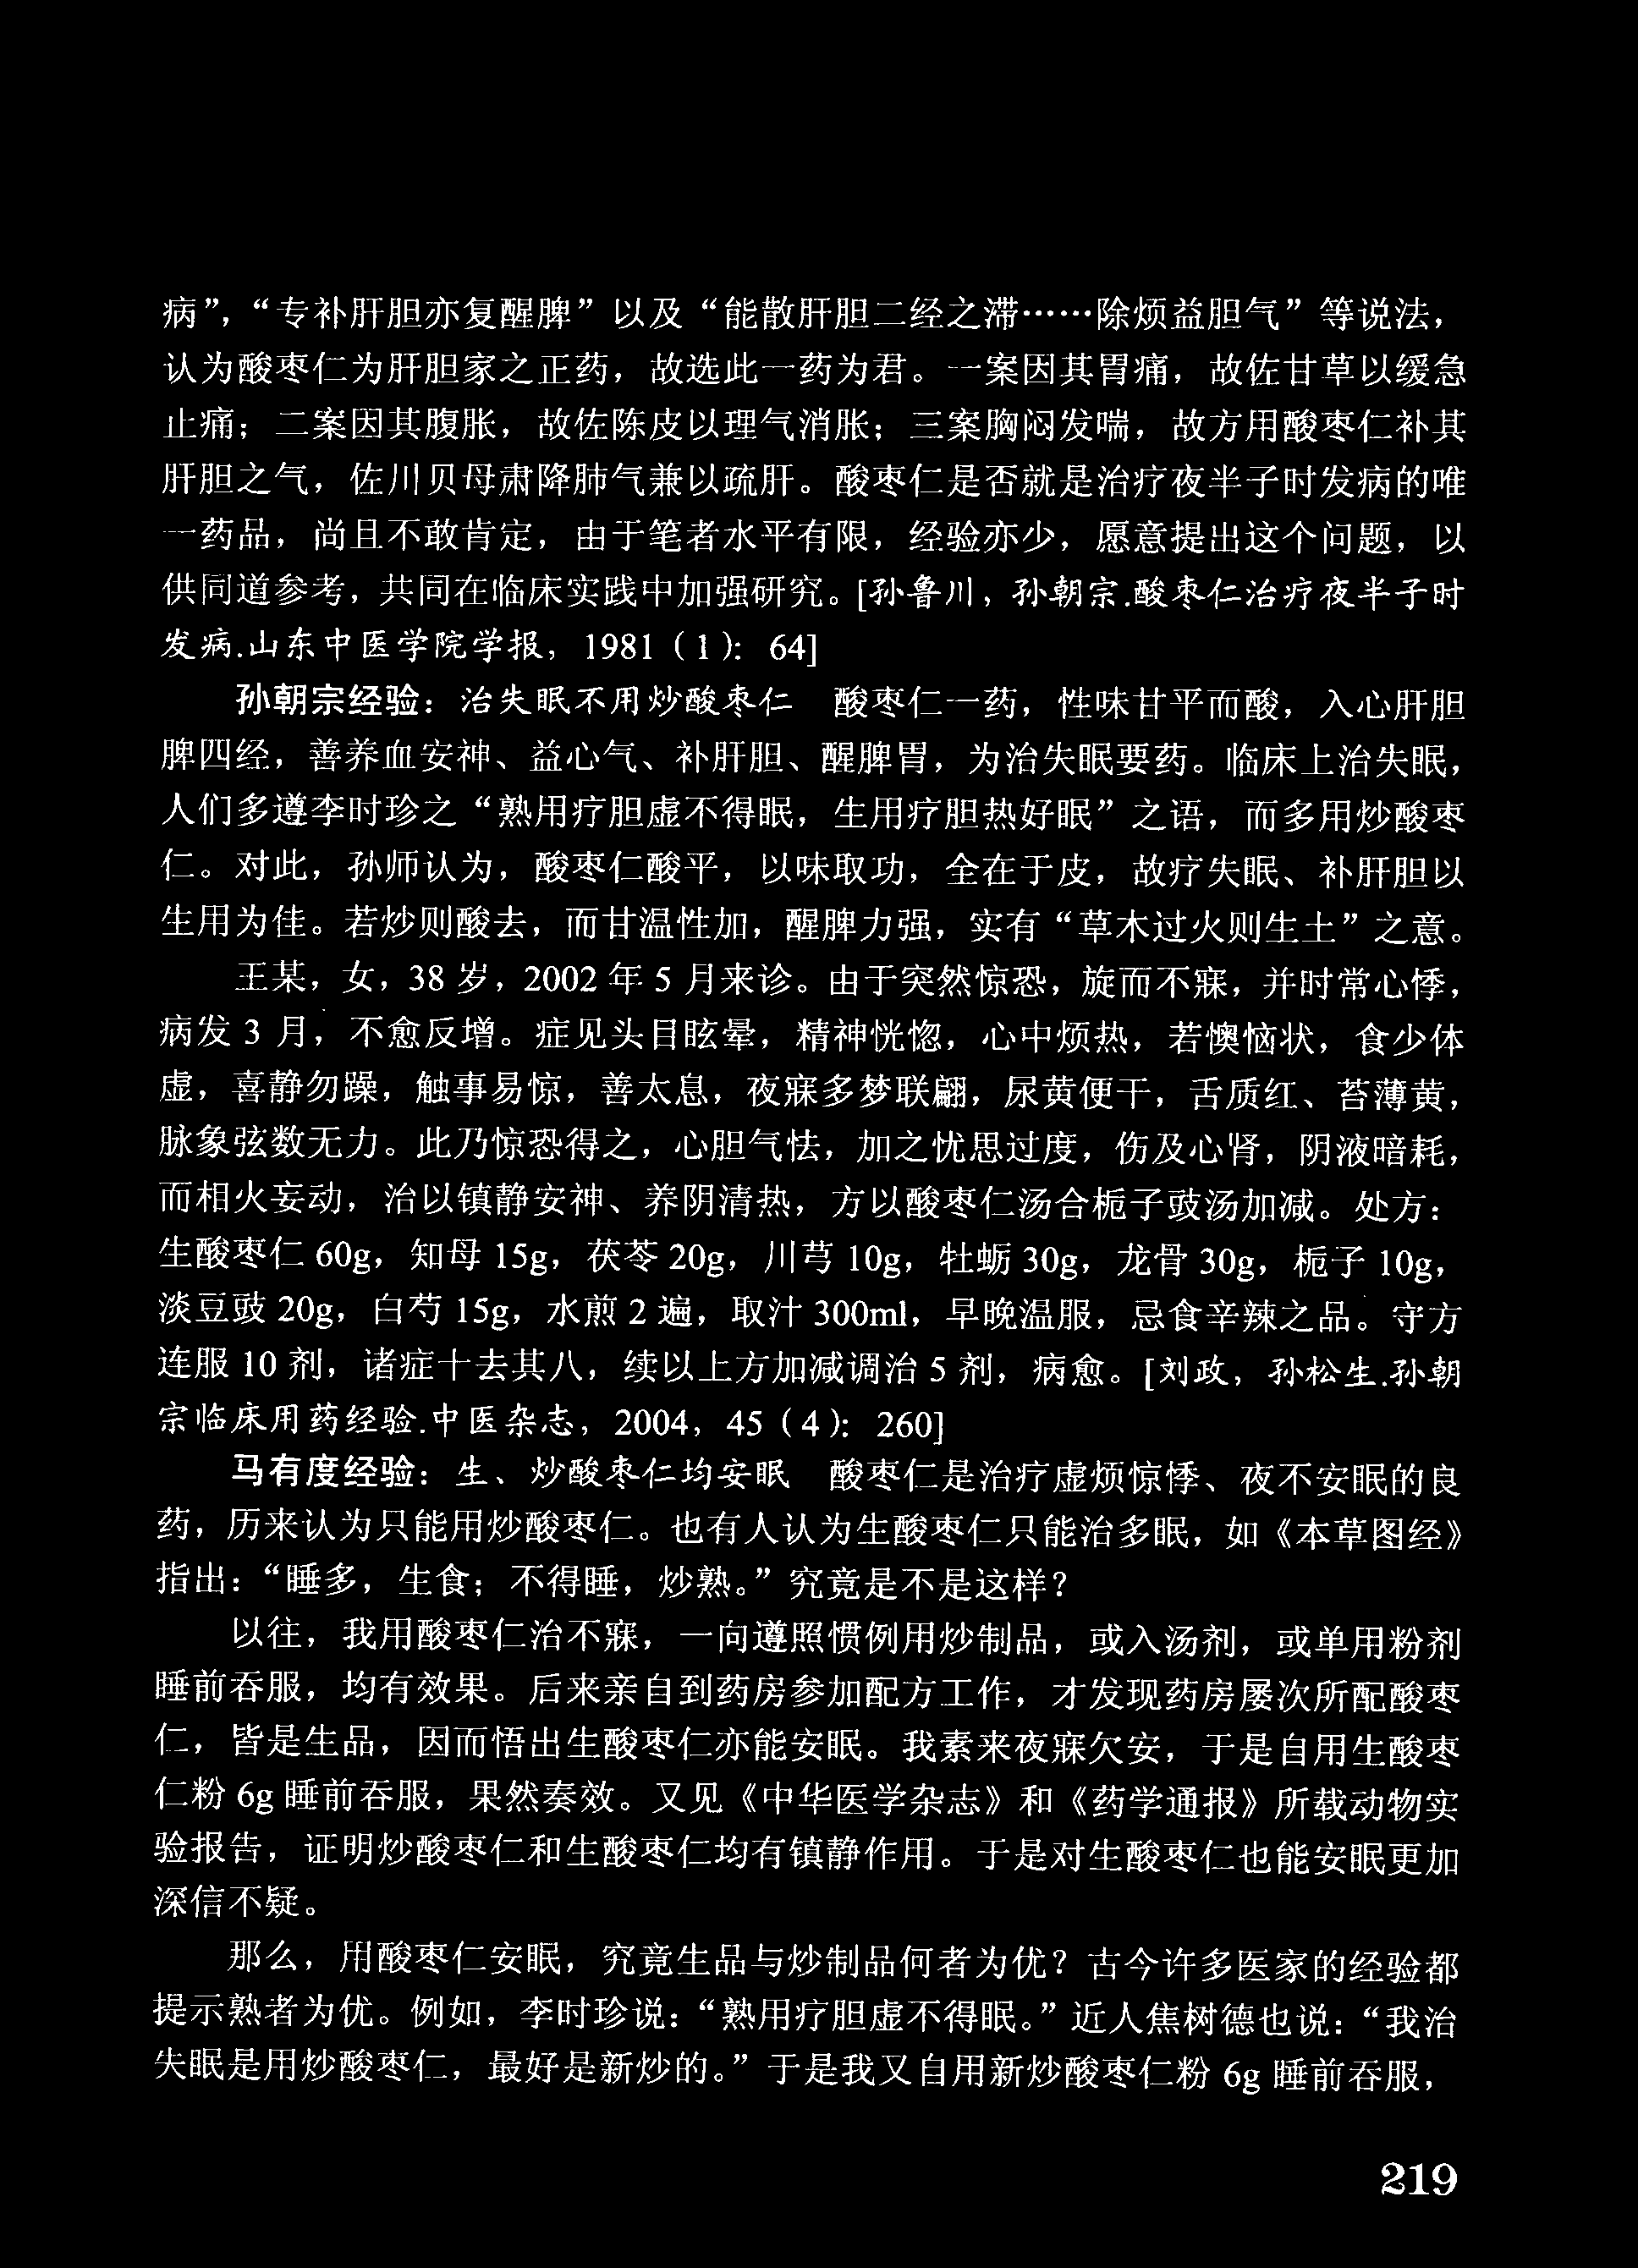 病”，“专补肝胆亦复醒脾”以及“能散肝胆二经之滞……除烦益胆气”等说法，
认为酸枣仁为肝胆家之正药，故选此一药为君。一案因其胃痛，故佐甘草以缓急
止痛；二案因其腹胀，故佐陈皮以理气消胀；三案胸闷发喘，故方用酸枣仁补其
肝胆之气，佐川贝母肃降肺气兼以疏肝。酸枣仁是否就是治疗夜半子时发病的唯
一药品，尚且不敢肯定，由于笔者水平有限，经验亦少，愿意提出这个问题，以
供同道参考，共同在临床实践中加强研究。[孙鲁川，孙朝宗.酸枣仁治疗夜半子时
发病.山东中医学院学报，1981（1）：64]
孙朝宗经验：治失眠不用炒酸枣仁　酸枣仁一药，性味甘平而酸，入心肝胆
脾四经，善养血安神、益心气、补肝胆、醒脾胃，为治失眠要药。临床上治失眠，
人们多遵李时珍之“熟用疗胆虚不得眠，生用疗胆热好眠”之语，而多用炒酸枣
仁。对此，孙师认为，酸枣仁酸平，以味取功，全在于皮，故疗失眠、补肝胆以
生用为佳。若炒则酸去，而甘温性加，醒脾力强，实有“草木过火则生土”之意。
王某，女，38 岁，2002 年 5 月来诊。由于突然惊恐，旋而不寐，并时常心悸，
病发 3 月，不愈反增。症见头目眩晕，精神恍惚，心中烦热，若懊恼状，食少体
虚，喜静勿躁，触事易惊，善太息，夜寐多梦联翩，尿黄便干，舌质红、苔薄黄，
脉象弦数无力。此乃惊恐得之，心胆气怯，加之忧思过度，伤及心肾，阴液暗耗，
而相火妄动，治以镇静安神、养阴清热，方以酸枣仁汤合栀子豉汤加减。处方：
生酸枣仁 60g，知母 15g，茯苓 20g，川芎 10g，牡蛎 30g，龙骨 30g，栀子 10g，
淡豆豉 20g，白芍 15g，水煎 2 遍，取汁 300ml，早晚温服，忌食辛辣之品。守方
连服 10 剂，诸症十去其八，续以上方加减调治 5 剂，病愈。[刘政，孙松生.孙朝
宗临床用药经验.中医杂志，2004，45（4）：260]
马有度经验：生、炒酸枣仁均安眠　酸枣仁是治疗虚烦惊悸、夜不安眠的良
药，历来认为只能用炒酸枣仁。也有人认为生酸枣仁只能治多眠，如《本草图经》
指出：“睡多，生食；不得睡，炒熟。”究竟是不是这样？
以往，我用酸枣仁治不寐，一向遵照惯例用炒制品，或入汤剂，或单用粉剂
睡前吞服，均有效果。后来亲自到药房参加配方工作，才发现药房屡次所配酸枣
仁，皆是生品，因而悟出生酸枣仁亦能安眠。我素来夜寐欠安，于是自用生酸枣
仁粉 6g 睡前吞服，果然奏效。又见《中华医学杂志》和《药学通报》所载动物实
验报告，证明炒酸枣仁和生酸枣仁均有镇静作用。于是对生酸枣仁也能安眠更加
深信不疑。
那么，用酸枣仁安眠，究竟生品与炒制品何者为优？古今许多医家的经验都
提示熟者为优。例如，李时珍说：“熟用疗胆虚不得眠。”近人焦树德也说：“我治
失眠是用炒酸枣仁，最好是新炒的。”于是我又自用新炒酸枣仁粉 6g 睡前吞服，
219